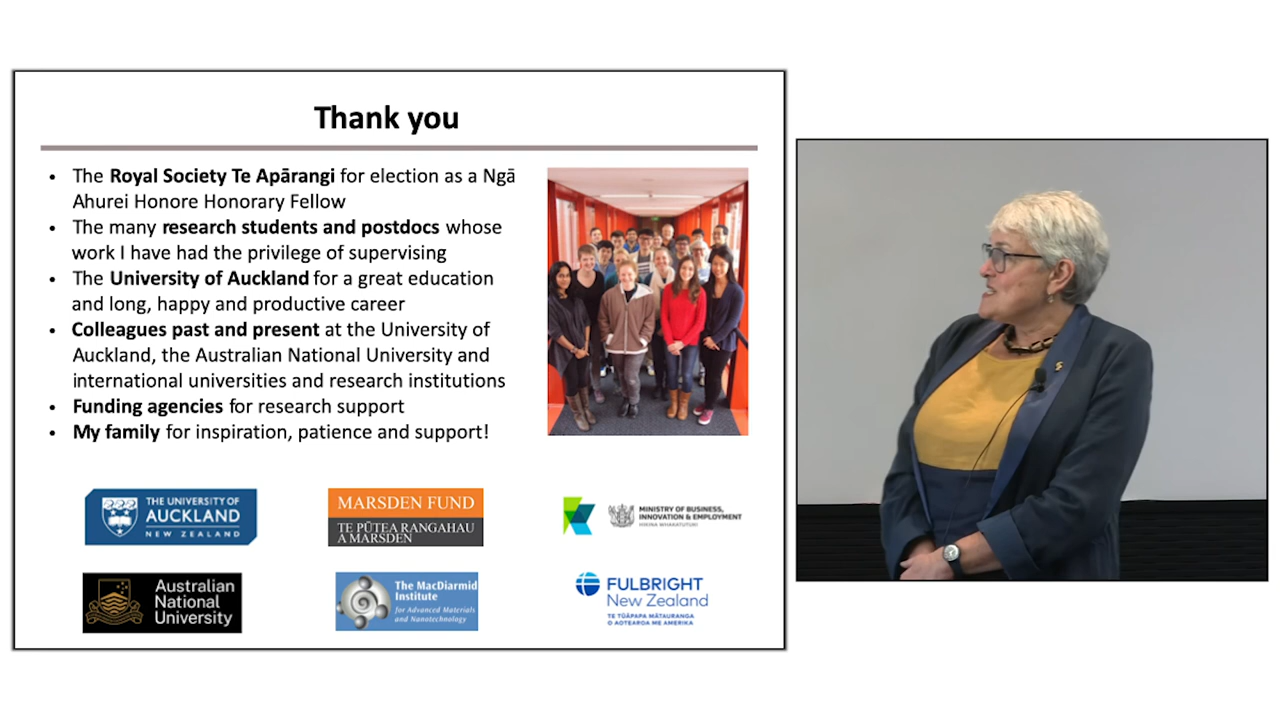 Thank you
• The Royal Society Te Apārangi for election as a Ngā
Ahurei Honore Honorary Fellow
• The many research students and postdocs whose
work I have had the privilege of supervising
• The University of Auckland for a great education
and long, happy and productive career
• Colleagues past and present at the University of
Auckland, the Australian National University and
international universities and research institutions
• Funding agencies for research support
• My family for inspiration, patience and support!
THE UNIVERSITY OF
AUCKLAND
NEW ZEALAND
MARSDEN FUND
TE PŪTEA RANGAHAU
A MARSDEN
MINISTRY OF BUSINESS,
INNOVATION & EMPLOYMENT
HĪKINA WHAKATUTUKI
Australian
National
University
The MacDiarmid
Institute
for Advanced Materials
and Nanotechnology
FULBRIGHT
New Zealand
TE TŪĀPAPA MĀTAURANGA
O AOTEAROA ME AMERIKA